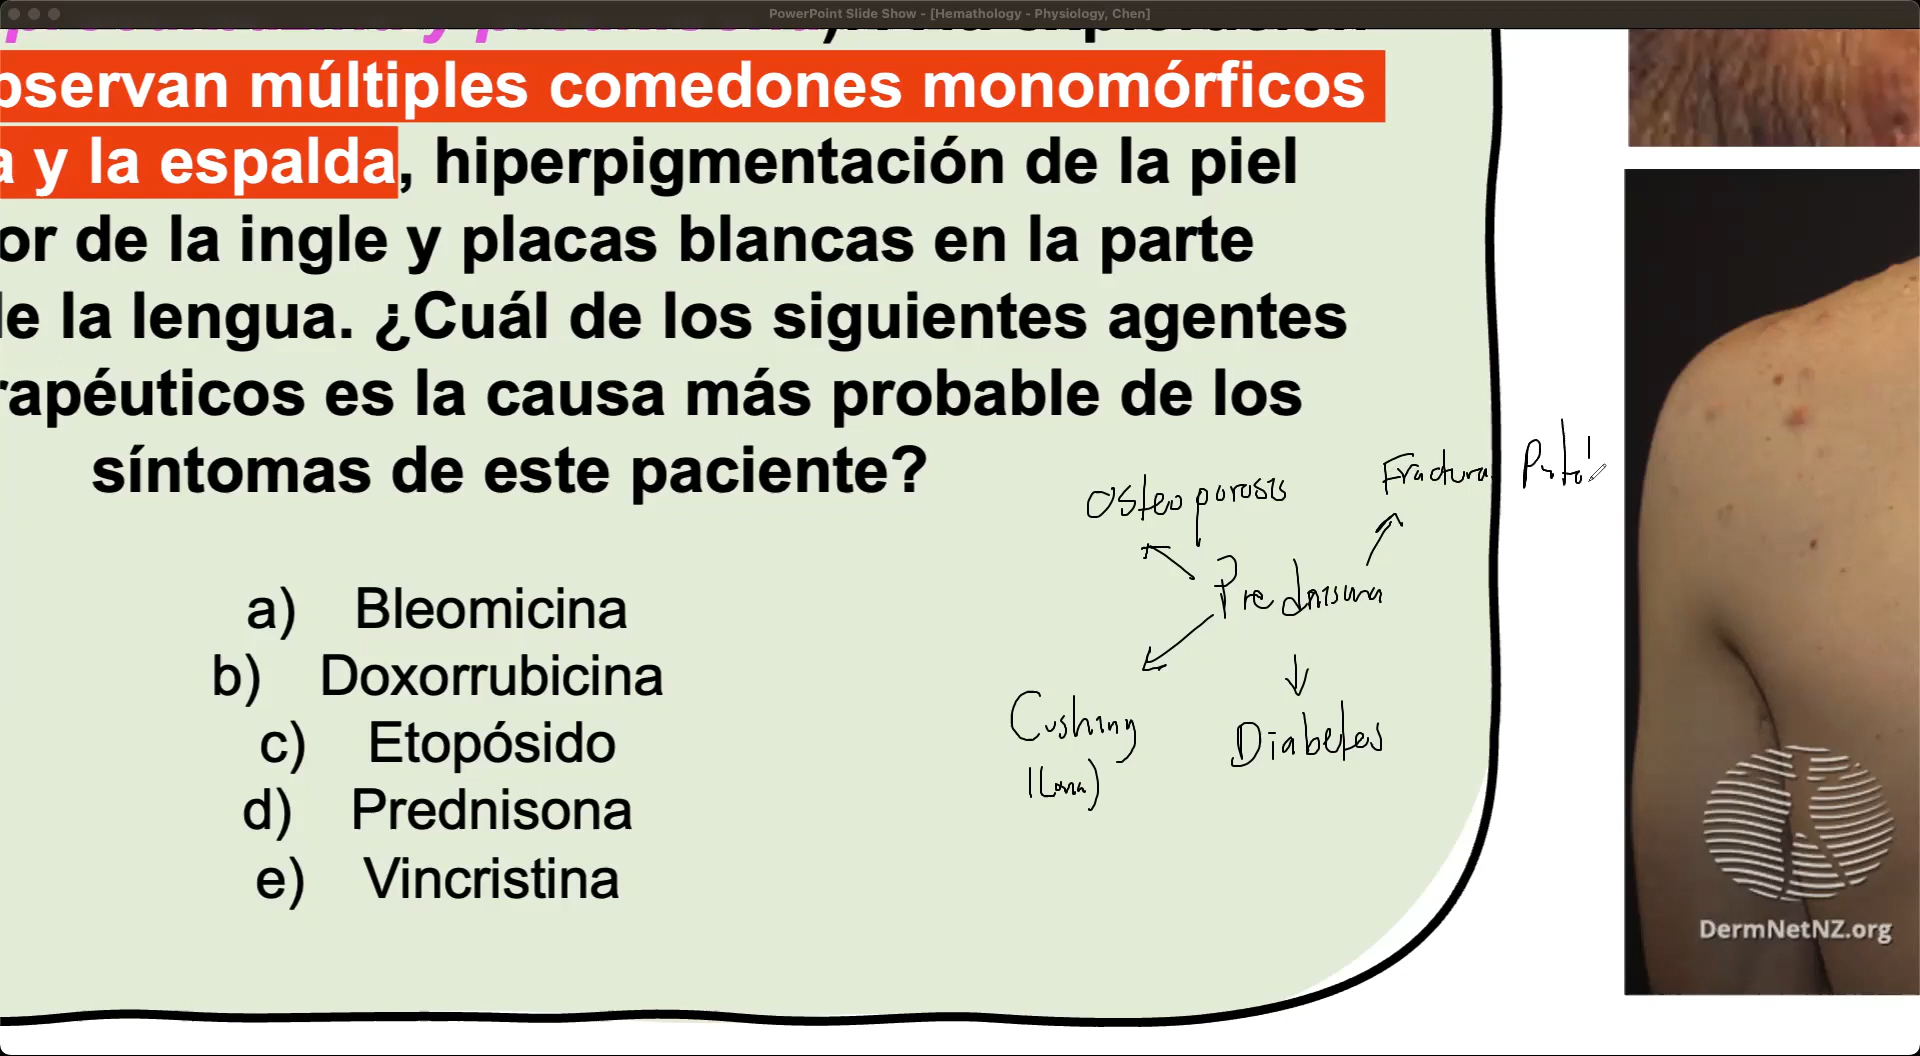 PowerPoint Slide Show - [Hemathology - Physiology, Chen]
bservan múltiples comedones monomórficos
a y la espalda, hiperpigmentación de la piel
or de la ingle y placas blancas en la parte
le la lengua. ¿Cuál de los siguientes agentes
rapéuticos es la causa más probable de los
síntomas de este paciente?
Osteoporosis
Fractura
Prednisona
Cushing
Diabetes
a) Bleomicina
b) Doxorrubicina
c) Etopósido
d) Prednisona
e) Vincristina
DermNetNZ.org